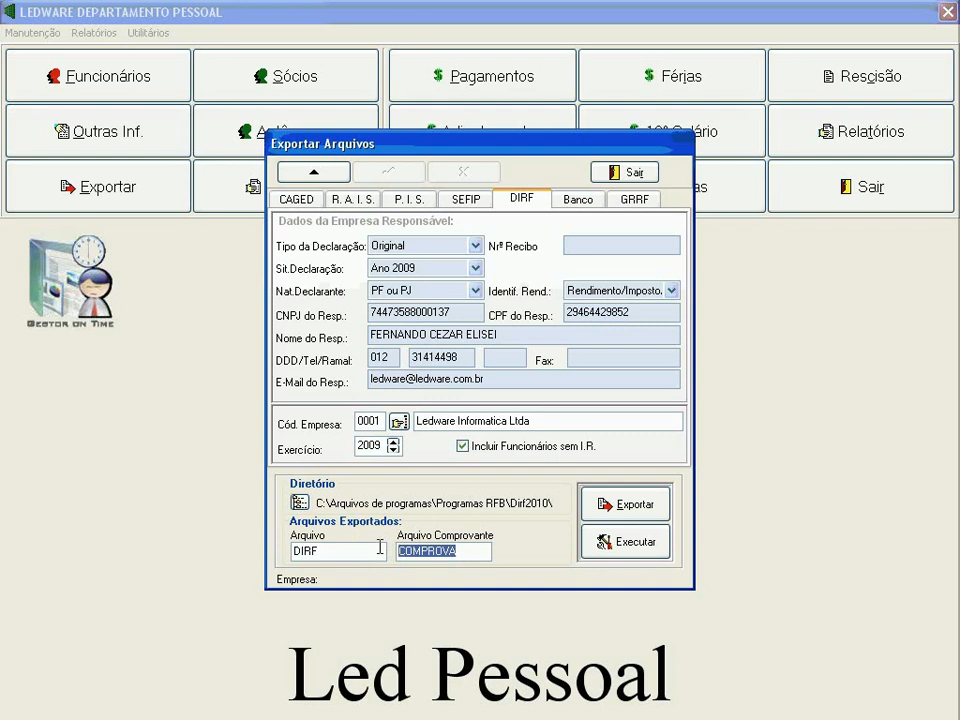 LEDWARE DEPARTAMENTO PESSOAL
Manutenção Relatórios Utilitários
Funcionários Sócios Pagamentos Férias Rescisão
Outras Inf. Relatórios
Exportar Sair
GESTOR ON TIME
Exportar Arquivos
Sair
CAGED R. A. I. S. P. I. S. SEFIP DIRF Banco GRRF
Dados da Empresa Responsável:
Tipo da Declaração: Original Nrº Recibo
Sit.Declaração: Ano 2009
Nat.Declarante: PF ou PJ Identif. Rend.: Rendimento/Imposto.
CNPJ do Resp.: 74473588000137 CPF do Resp.: 29464429852
Nome do Resp.: FERNANDO CEZAR ELISEI
DDD/Tel/Ramal: 012 31414498 Fax:
E-Mail do Resp.: ledware@ledware.com.br
Cód. Empresa: 0001 Ledware Informatica Ltda
Exercício: 2009 Incluir Funcionários sem I.R.
Diretório
C:\Arquivos de programas\Programas RFB\Dirf2010\
Exportar
Arquivos Exportados:
Arquivo Arquivo Comprovante
DIRF COMPROVA
Executar
Empresa:
Led Pessoal